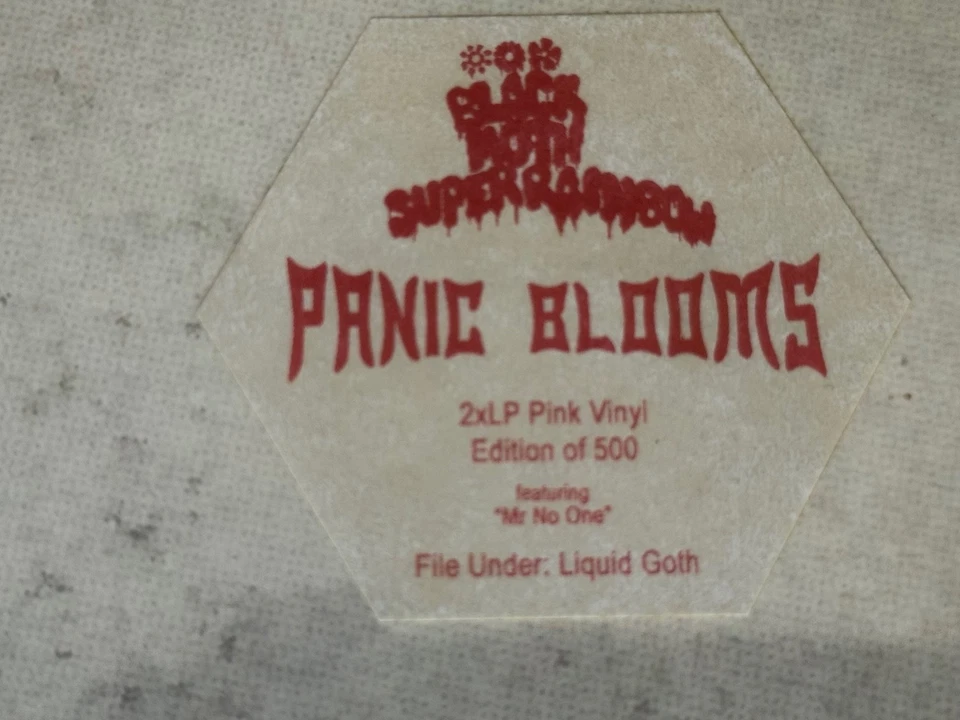 BLACK
MOTH
SUPER RAINBOW
PANIC BLOOMS
2xLP Pink Vinyl
Edition of 500
featuring
"Mr No One"
File Under: Liquid Goth